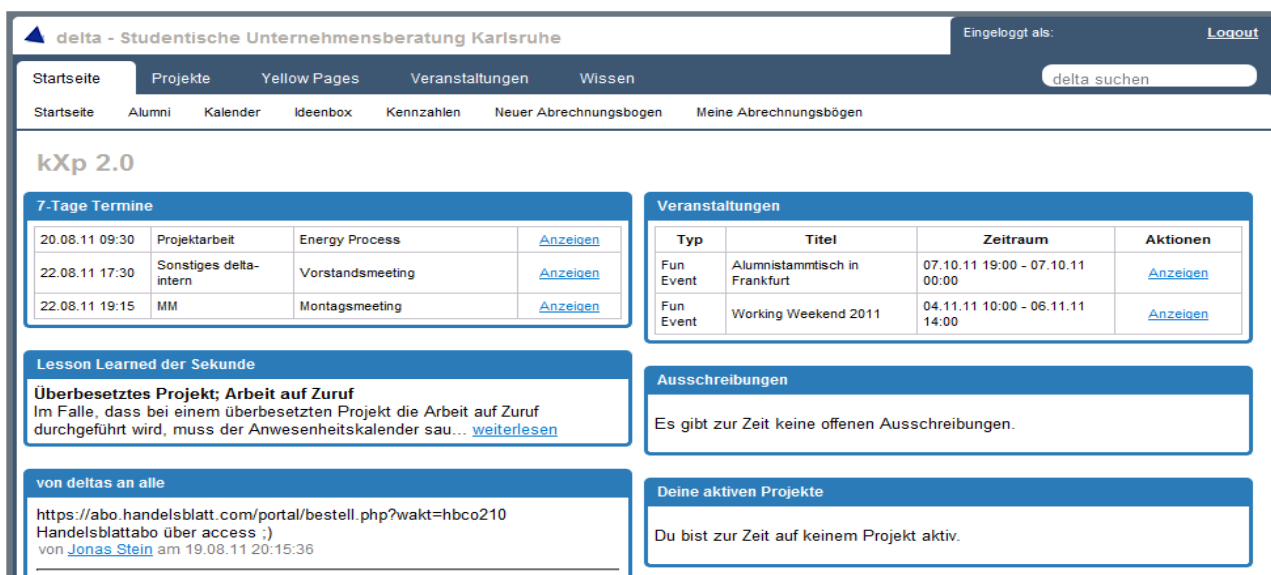 delta - Studentische Unternehmensberatung Karlsruhe
Eingeloggt als:
Logout
Startseite Projekte Yellow Pages Veranstaltungen Wissen
delta suchen
Startseite Alumni Kalender Ideenbox Kennzahlen Neuer Abrechnungsbogen Meine Abrechnungsbögen
kXp 2.0
7-Tage Termine
20.08.11 09:30 Projektarbeit Energy Process Anzeigen
22.08.11 17:30 Sonstiges delta-
intern Vorstandsmeeting Anzeigen
22.08.11 19:15 MM Montagsmeeting Anzeigen
Lesson Learned der Sekunde
Überbesetztes Projekt; Arbeit auf Zuruf
Im Falle, dass bei einem überbesetzten Projekt die Arbeit auf Zuruf
durchgeführt wird, muss der Anwesenheitskalender sau... weiterlesen
von deltas an alle
https://abo.handelsblatt.com/portal/bestell.php?wakt=hbco210
Handelsblattabo über access ;)
von Jonas Stein am 19.08.11 20:15:36
Veranstaltungen
Typ Titel Zeitraum Aktionen
Fun Alumnistammtisch in 07.10.11 19:00 - 07.10.11
Event Frankfurt 00:00 Anzeigen
Fun Working Weekend 2011 04.11.11 10:00 - 06.11.11
Event 14:00 Anzeigen
Ausschreibungen
Es gibt zur Zeit keine offenen Ausschreibungen.
Deine aktiven Projekte
Du bist zur Zeit auf keinem Projekt aktiv.